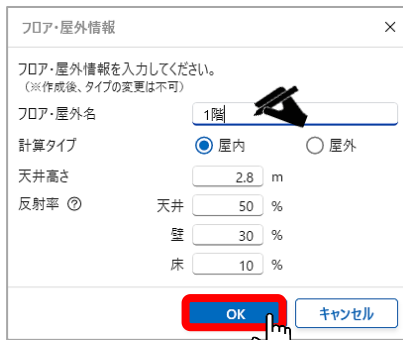 フロア・屋外情報
フロア・屋外情報を入力してください。
（※作成後、タイプの変更は不可）
フロア・屋外名 1階
計算タイプ 屋内 屋外
天井高さ 2.8 m
反射率 ? 天井 50 %
壁 30 %
床 10 %
OK キャンセル